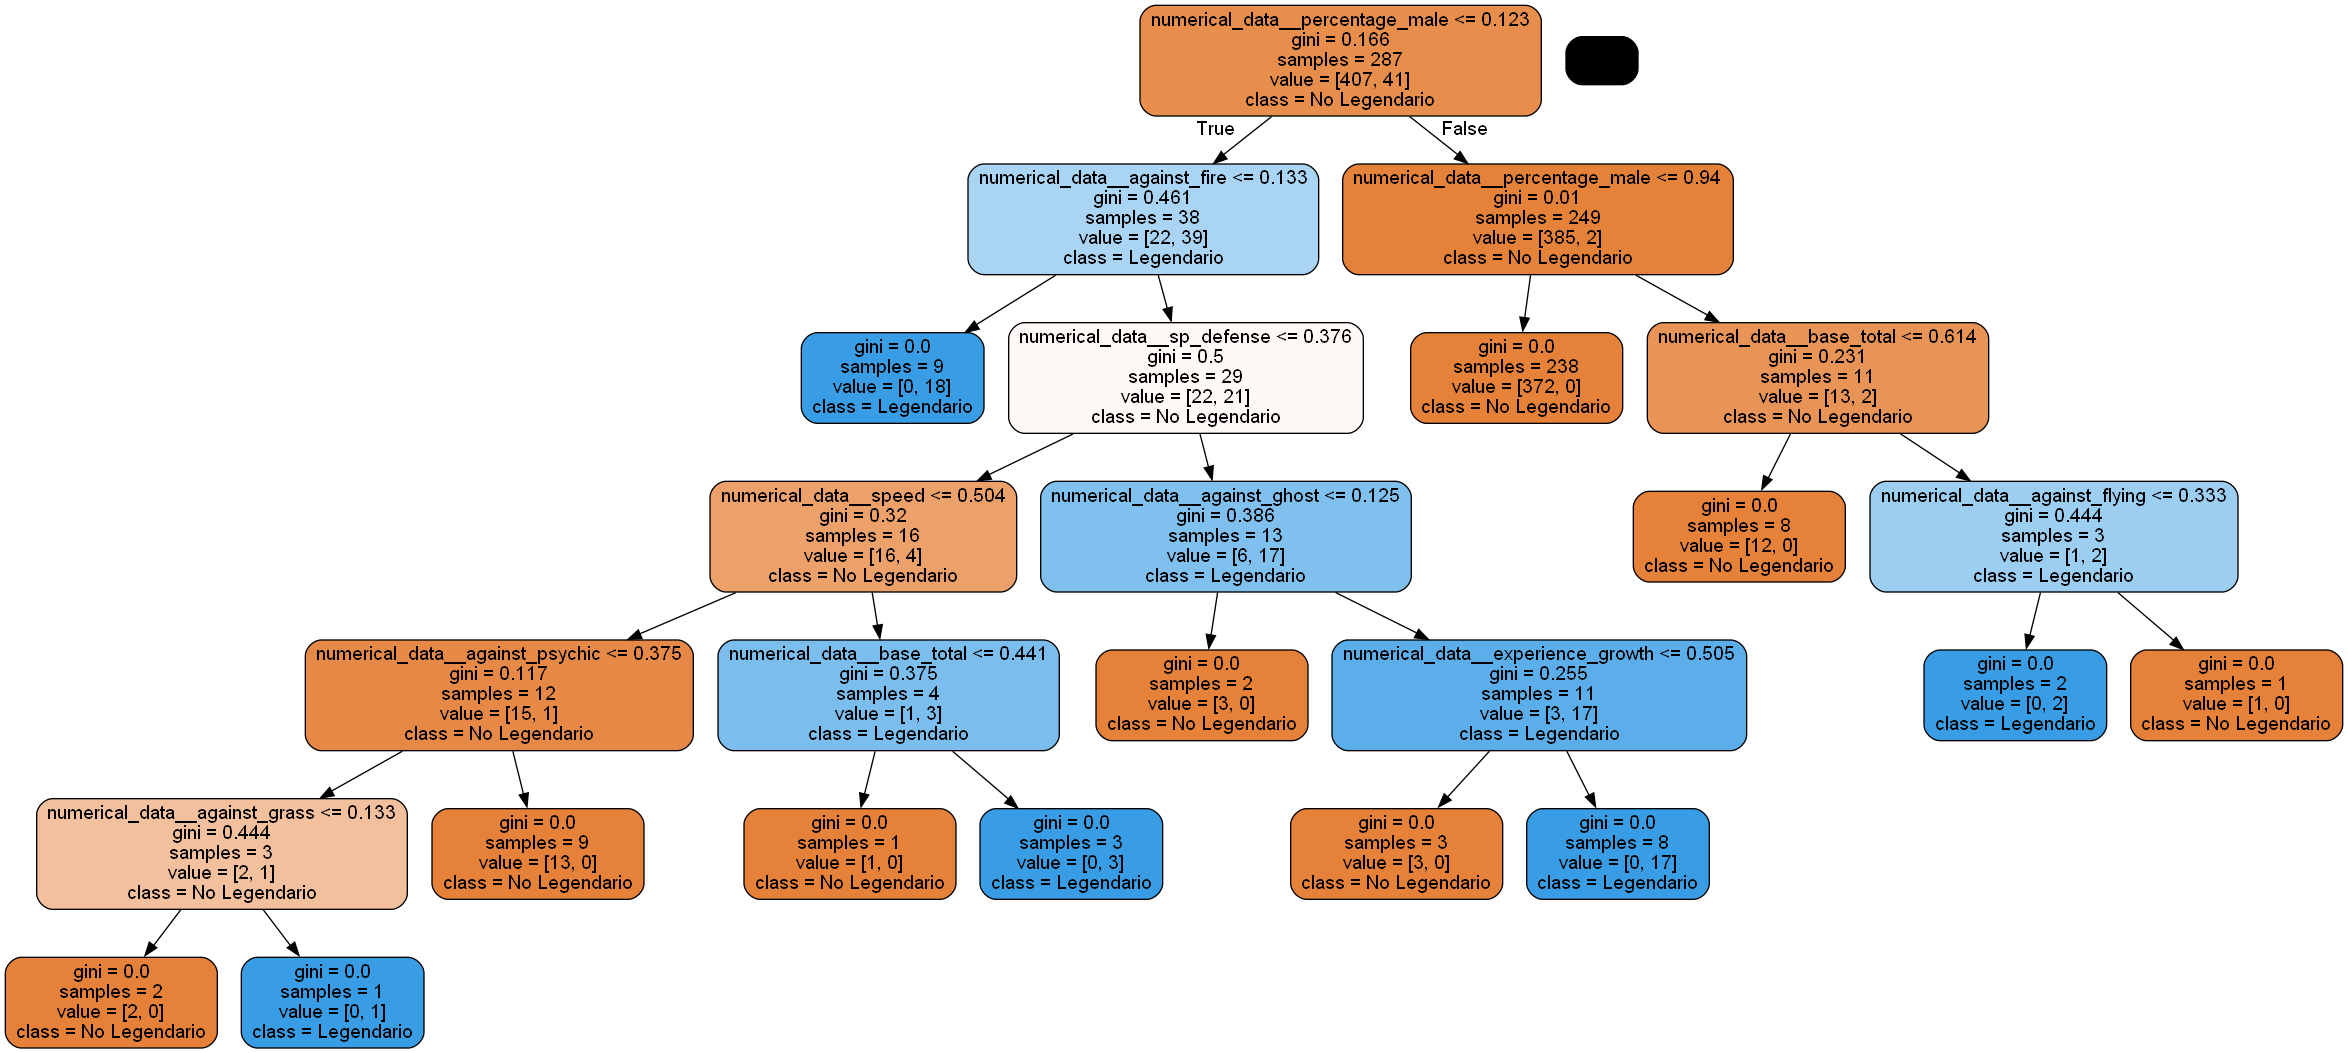 numerical_data__percentage_male <= 0.123
gini = 0.166
samples = 287
value = [407, 41]
class = No Legendario
True
False
numerical_data__against_fire <= 0.133
gini = 0.461
samples = 38
value = [22, 39]
class = Legendario
numerical_data__percentage_male <= 0.94
gini = 0.01
samples = 249
value = [385, 2]
class = No Legendario
gini = 0.0
samples = 9
value = [0, 18]
class = Legendario
numerical_data__sp_defense <= 0.376
gini = 0.5
samples = 29
value = [22, 21]
class = No Legendario
gini = 0.0
samples = 238
value = [372, 0]
class = No Legendario
numerical_data__base_total <= 0.614
gini = 0.231
samples = 11
value = [13, 2]
class = No Legendario
numerical_data__speed <= 0.504
gini = 0.32
samples = 16
value = [16, 4]
class = No Legendario
numerical_data__against_ghost <= 0.125
gini = 0.386
samples = 13
value = [6, 17]
class = Legendario
gini = 0.0
samples = 8
value = [12, 0]
class = No Legendario
numerical_data__against_flying <= 0.333
gini = 0.444
samples = 3
value = [1, 2]
class = Legendario
numerical_data__against_psychic <= 0.375
gini = 0.117
samples = 12
value = [15, 1]
class = No Legendario
numerical_data__base_total <= 0.441
gini = 0.375
samples = 4
value = [1, 3]
class = Legendario
gini = 0.0
samples = 2
value = [3, 0]
class = No Legendario
numerical_data__experience_growth <= 0.505
gini = 0.255
samples = 11
value = [3, 17]
class = Legendario
gini = 0.0
samples = 2
value = [0, 2]
class = Legendario
gini = 0.0
samples = 1
value = [1, 0]
class = No Legendario
numerical_data__against_grass <= 0.133
gini = 0.444
samples = 3
value = [2, 1]
class = No Legendario
gini = 0.0
samples = 9
value = [13, 0]
class = No Legendario
gini = 0.0
samples = 1
value = [1, 0]
class = No Legendario
gini = 0.0
samples = 3
value = [0, 3]
class = Legendario
gini = 0.0
samples = 3
value = [3, 0]
class = No Legendario
gini = 0.0
samples = 8
value = [0, 17]
class = Legendario
gini = 0.0
samples = 2
value = [2, 0]
class = No Legendario
gini = 0.0
samples = 1
value = [0, 1]
class = Legendario